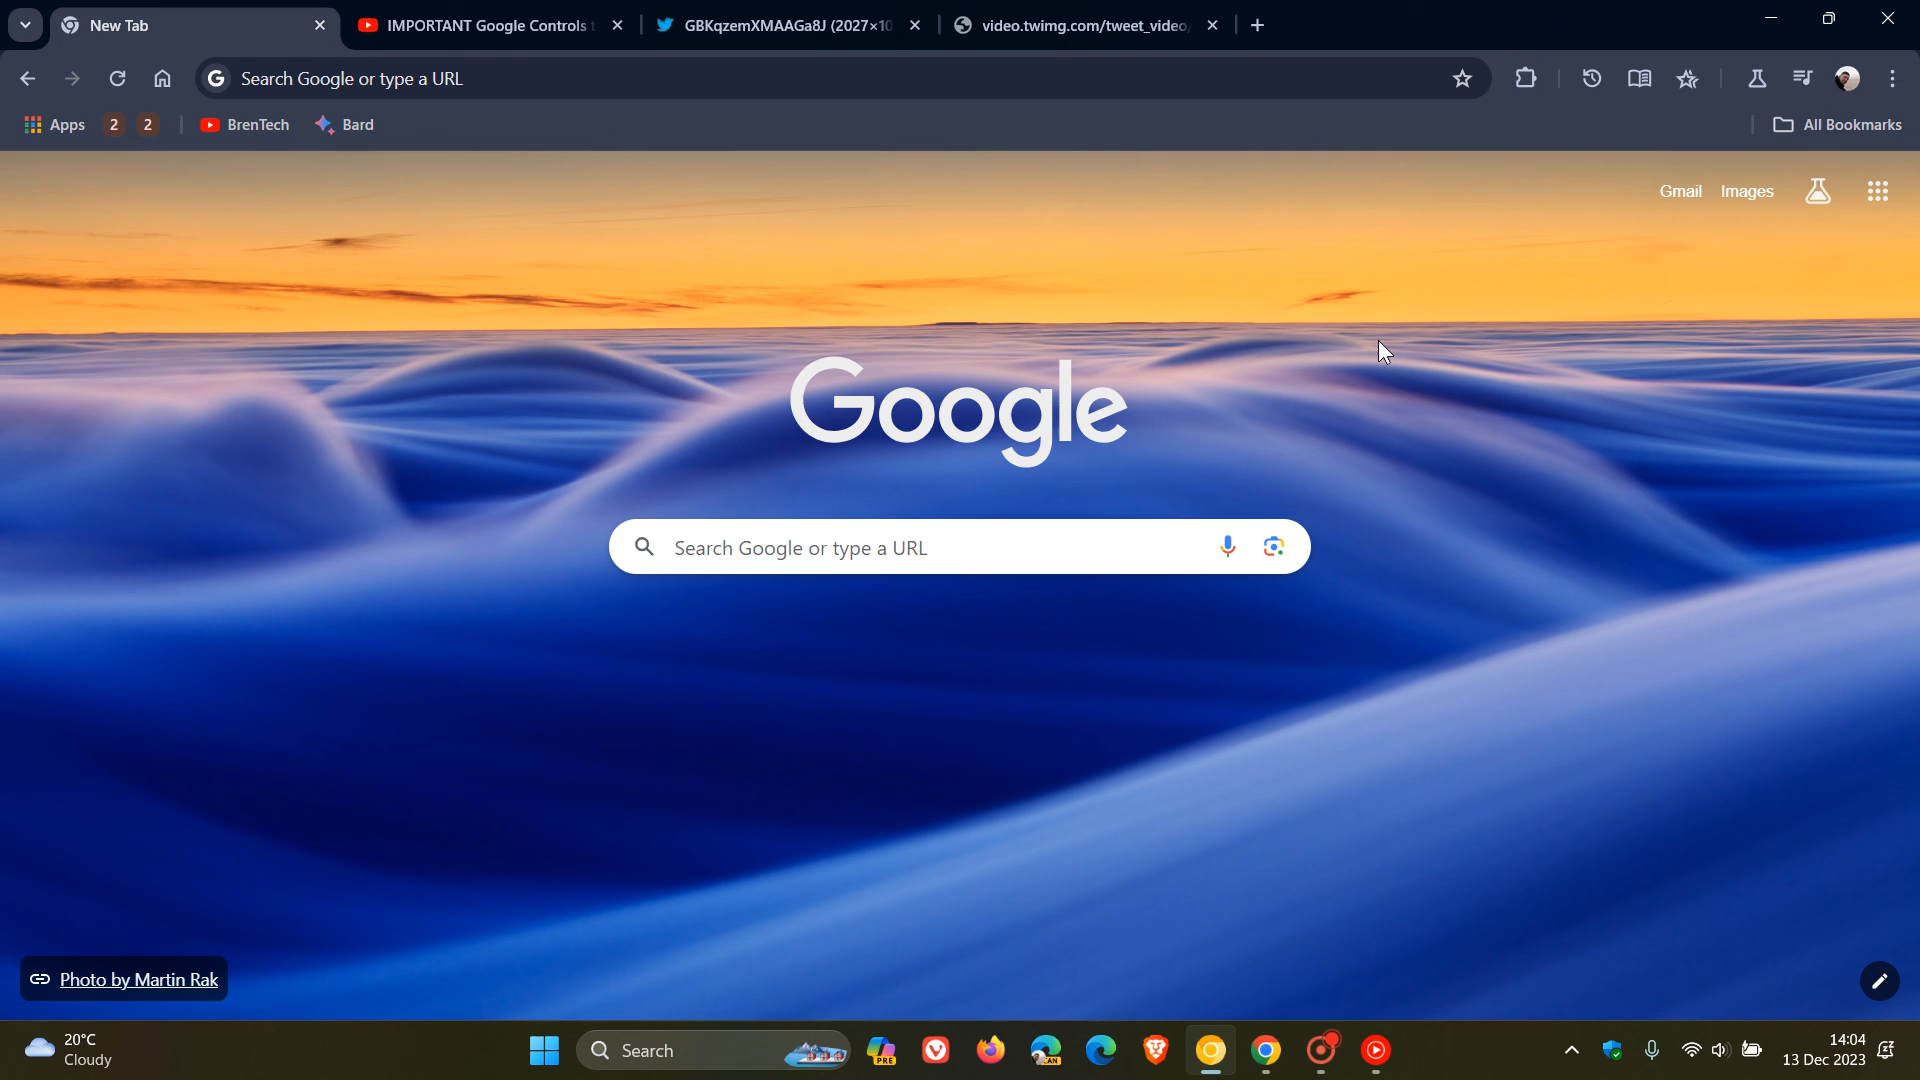 New Tab
IMPORTANT Google Controls t
GBKqzemXMAAGa8J (2027×10
video.twimg.com/tweet_video/
Search Google or type a URL
Apps
2
2
BrenTech
Bard
All Bookmarks
Gmail
Images
Google
Search Google or type a URL
Photo by Martin Rak
20°C
Cloudy
Search
PRE
CAN
14:04
13 Dec 2023